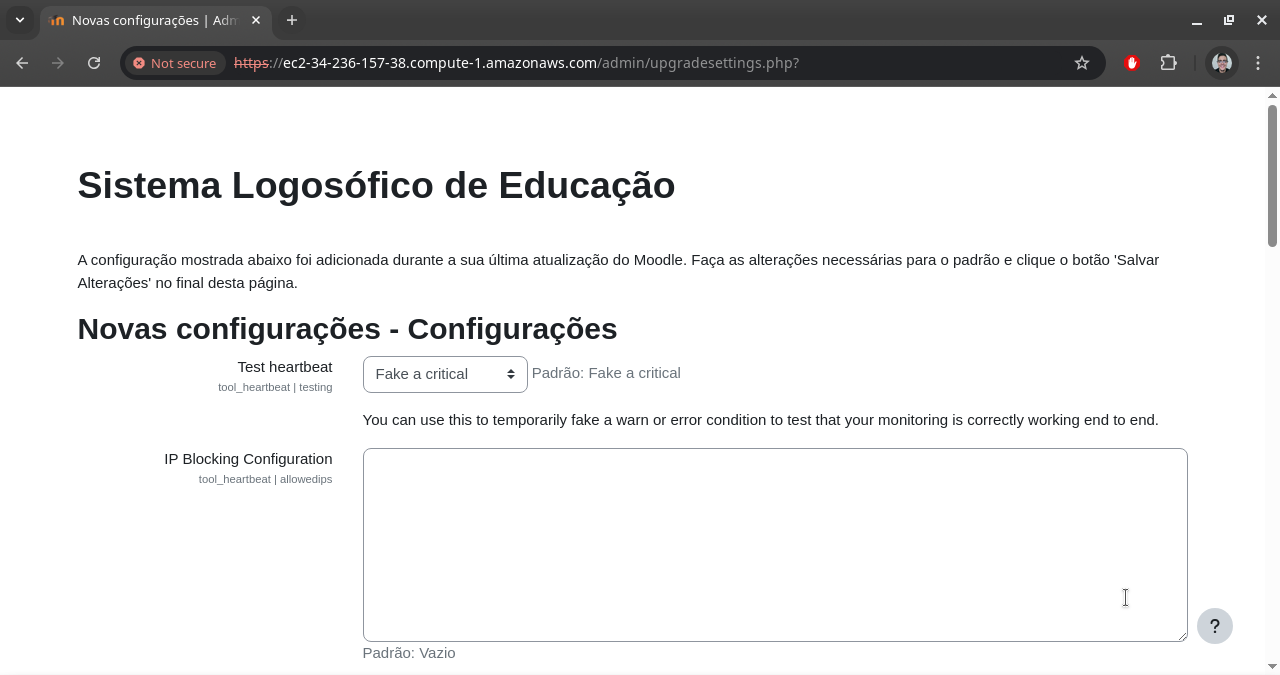 Novas configurações | Adm
Not secure
https://ec2-34-236-157-38.compute-1.amazonaws.com/admin/upgradesettings.php?
Sistema Logosófico de Educação
A configuração mostrada abaixo foi adicionada durante a sua última atualização do Moodle. Faça as alterações necessárias para o padrão e clique o botão 'Salvar
Alterações' no final desta página.
Novas configurações - Configurações
Test heartbeat
Fake a critical
Padrão: Fake a critical
tool_heartbeat | testing
You can use this to temporarily fake a warn or error condition to test that your monitoring is correctly working end to end.
IP Blocking Configuration
tool_heartbeat | allowedips
?
Padrão: Vazio